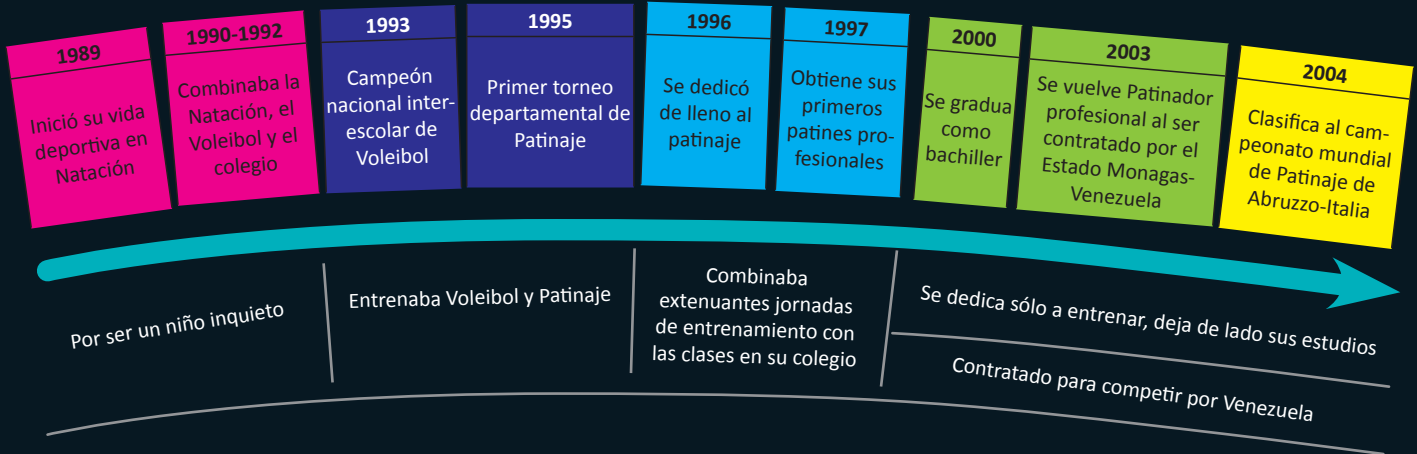 1989
Inició su vida
deportiva en
Natación
1990-1992
Combinaba la
Natación, el
Voleibol y el
colegio
1993
Campeón
nacional inter-
escolar de
Voleibol
1995
Primer torneo
departamental de
Patinaje
1996
Se dedicó
de lleno al
patinaje
1997
Obtiene sus
primeros
patines pro-
fesionales
2000
Se gradua
como
bachiller
2003
Se vuelve Patinador
profesional al ser
contratado por el
Estado Monagas-
Venezuela
2004
Clasifica al cam-
peonato mundial
de Patinaje de
Abruzzo-Italia
Por ser un niño inquieto
Entrenaba Voleibol y Patinaje
Combinaba
extenuantes jornadas
de entrenamiento con
las clases en su colegio
Se dedica sólo a entrenar, deja de lado sus estudios
Contratado para competir por Venezuela